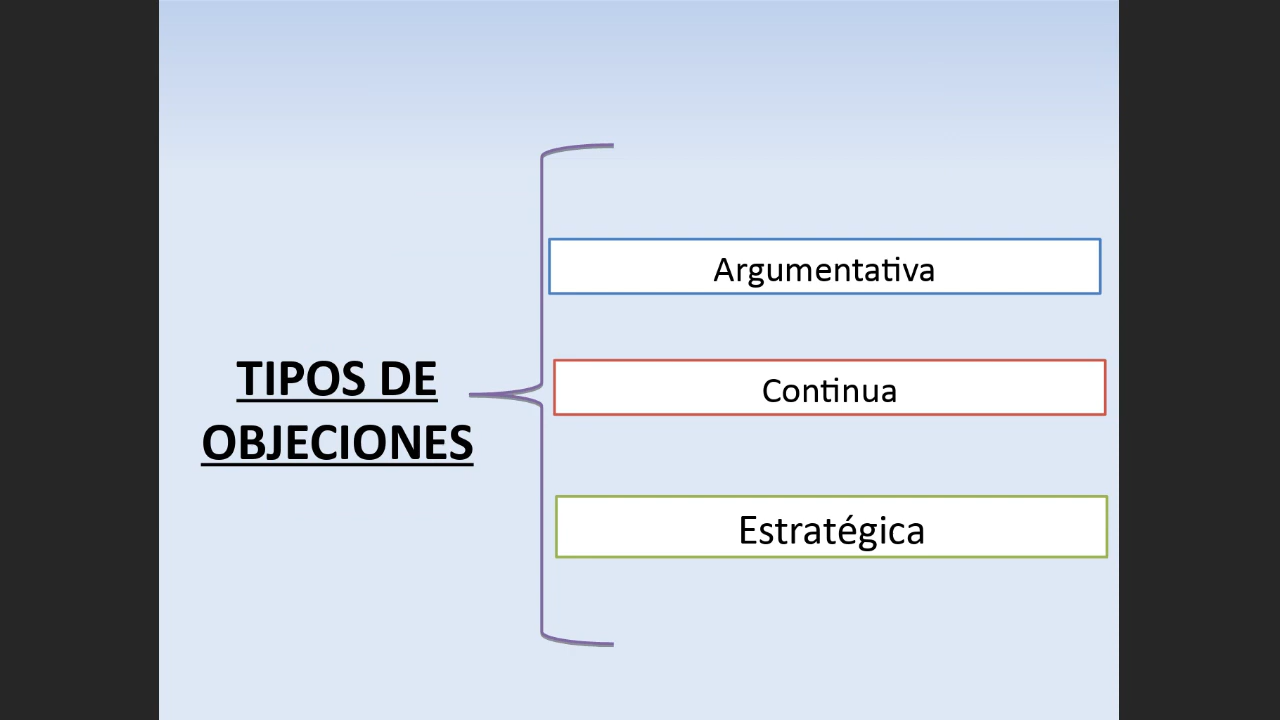 TIPOS DE
OBJECIONES
Argumentativa
Continua
Estratégica